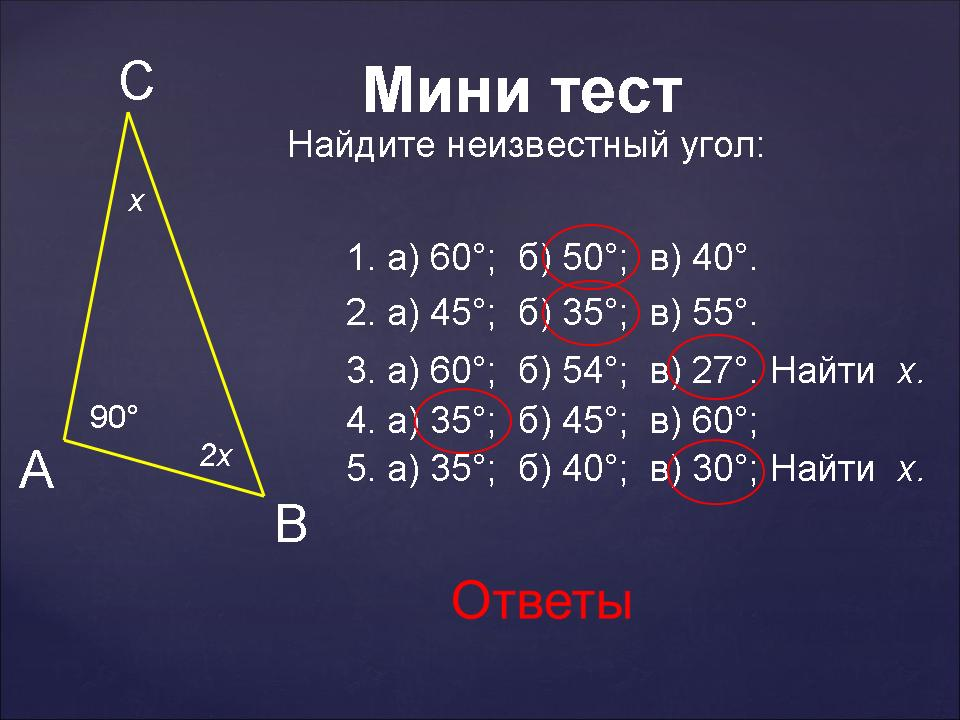 C
Мини тест
Найдите неизвестный угол:
x
1. а) 60°; б) 50°; в) 40°.
2. а) 45°; б) 35°; в) 55°.
3. а) 60°; б) 54°; в) 27°. Найти x.
90°
4. а) 35°; б) 45°; в) 60°;
2x
A
5. а) 35°; б) 40°; в) 30°; Найти x.
B
Ответы